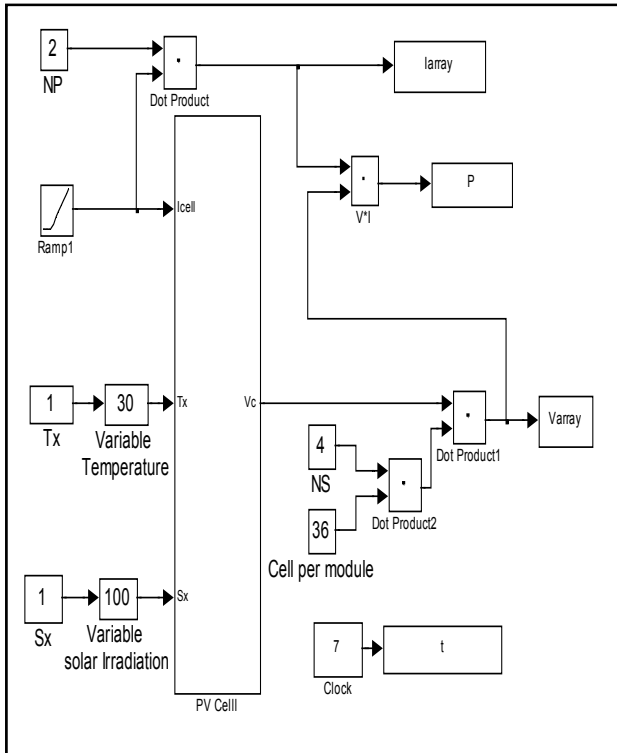 2
NP
Dot Product
Iarray
V*I
P
Ramp1
Icell
1
Tx
30
Variable
Temperature
Tx
Vc
4
NS
36
Cell per module
Dot Product2
Dot Product1
Varray
1
Sx
100
Variable
solar Irradiation
Sx
7
Clock
t
PV Celll